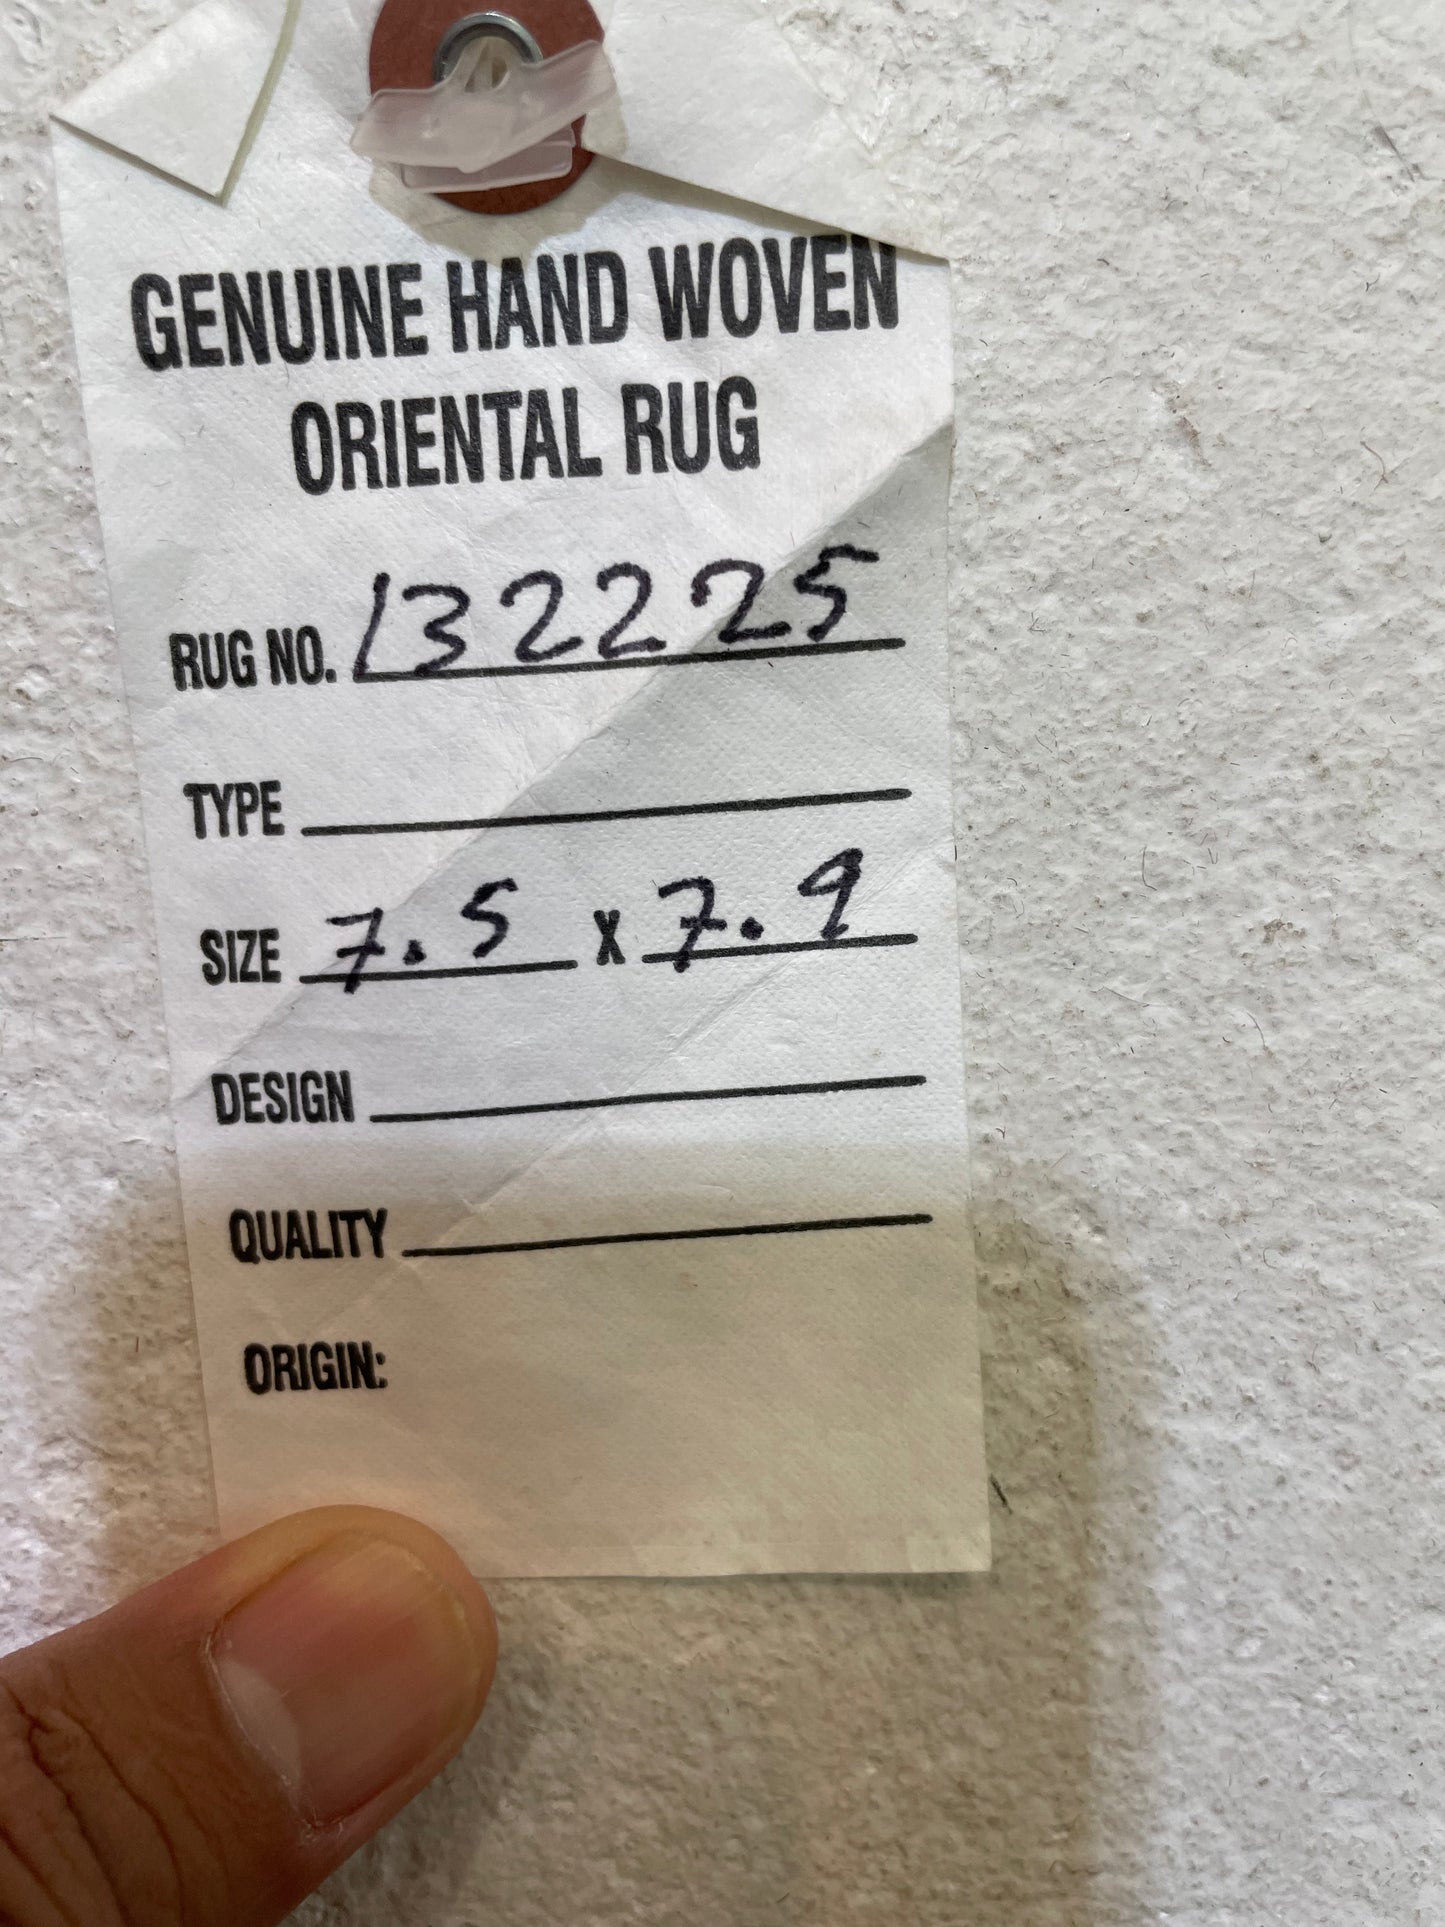 GENUINE HAND WOVEN
ORIENTAL RUG
RUG NO. 132225
TYPE
SIZE 7.5 X 7.9
DESIGN
QUALITY
ORIGIN: